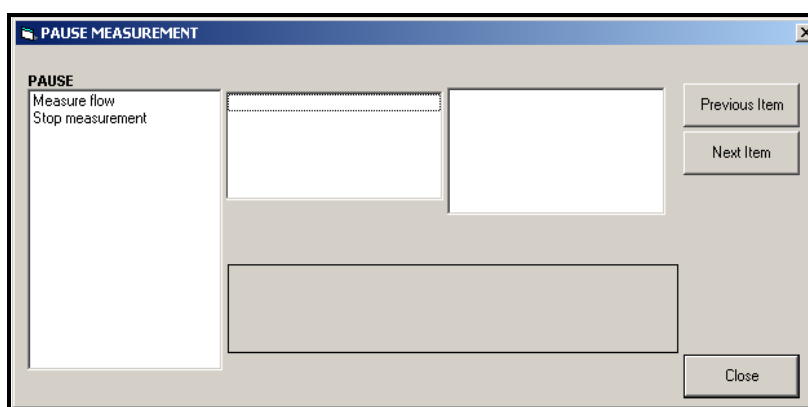 PAUSE MEASUREMENT
PAUSE
Measure flow
Stop measurement
Previous Item
Next Item
Close